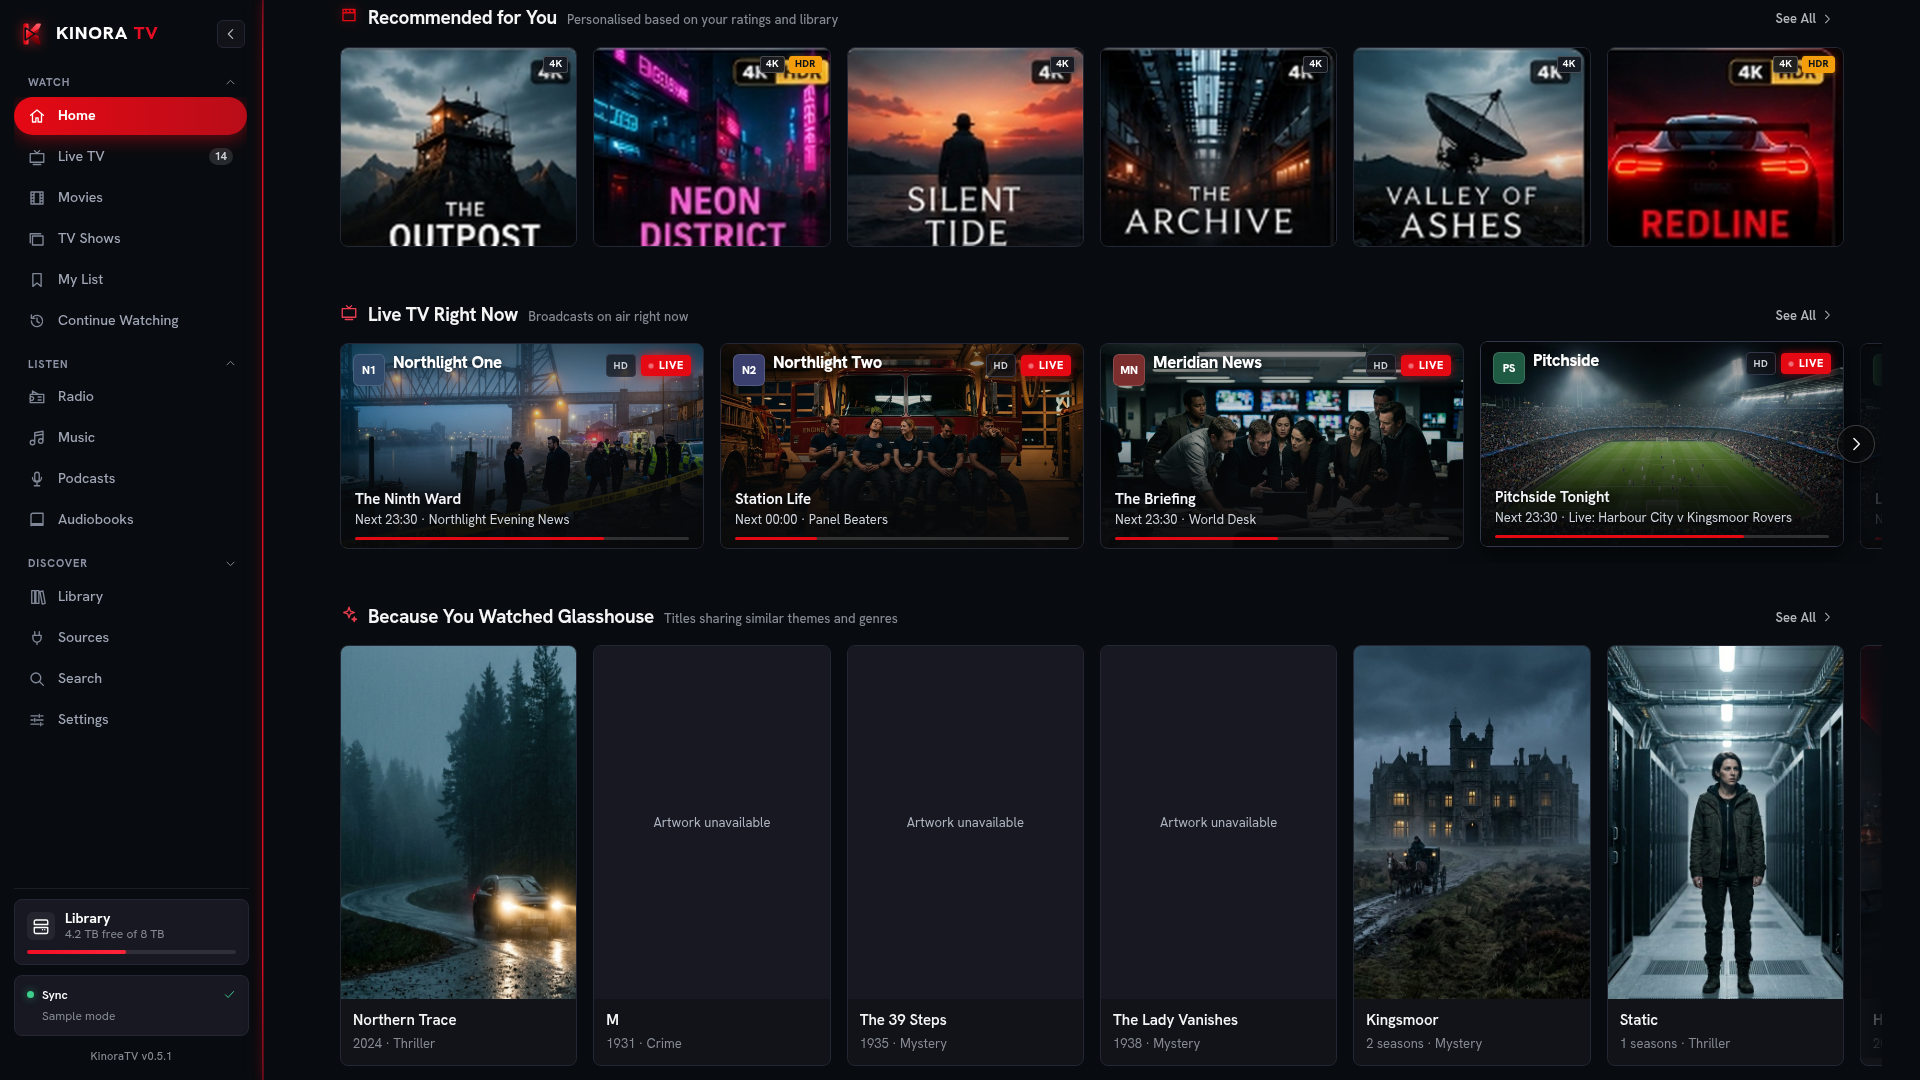 KINORA TV
WATCH
Home
Live TV 14
Movies
TV Shows
My List
Continue Watching
LISTEN
Radio
Music
Podcasts
Audiobooks
DISCOVER
Library
Sources
Search
Settings
Library
4.2 TB free of 8 TB
Sync
Sample mode
KinoraTV v0.5.1
Recommended for You Personalised based on your ratings and library See All
4K 4K
THE
OUTPOST
4K HDR 4K HDR
NEON
DISTRICT
4K 4K
SILENT
TIDE
4K 4K
THE
ARCHIVE
4K 4K
VALLEY OF
ASHES
4K HDR 4K HDR
REDLINE
Live TV Right Now Broadcasts on air right now See All
N1 Northlight One HD LIVE
The Ninth Ward
Next 23:30 · Northlight Evening News
N2 Northlight Two HD LIVE
Station Life
Next 00:00 · Panel Beaters
MN Meridian News HD LIVE
The Briefing
Next 23:30 · World Desk
PS Pitchside HD LIVE
Pitchside Tonight
Next 23:30 · Live: Harbour City v Kingsmoor Rovers
Because You Watched Glasshouse Titles sharing similar themes and genres See All
Northern Trace
2024 · Thriller
Artwork unavailable
M
1931 · Crime
Artwork unavailable
The 39 Steps
1935 · Mystery
Artwork unavailable
The Lady Vanishes
1938 · Mystery
Kingsmoor
2 seasons · Mystery
Static
1 seasons · Thriller